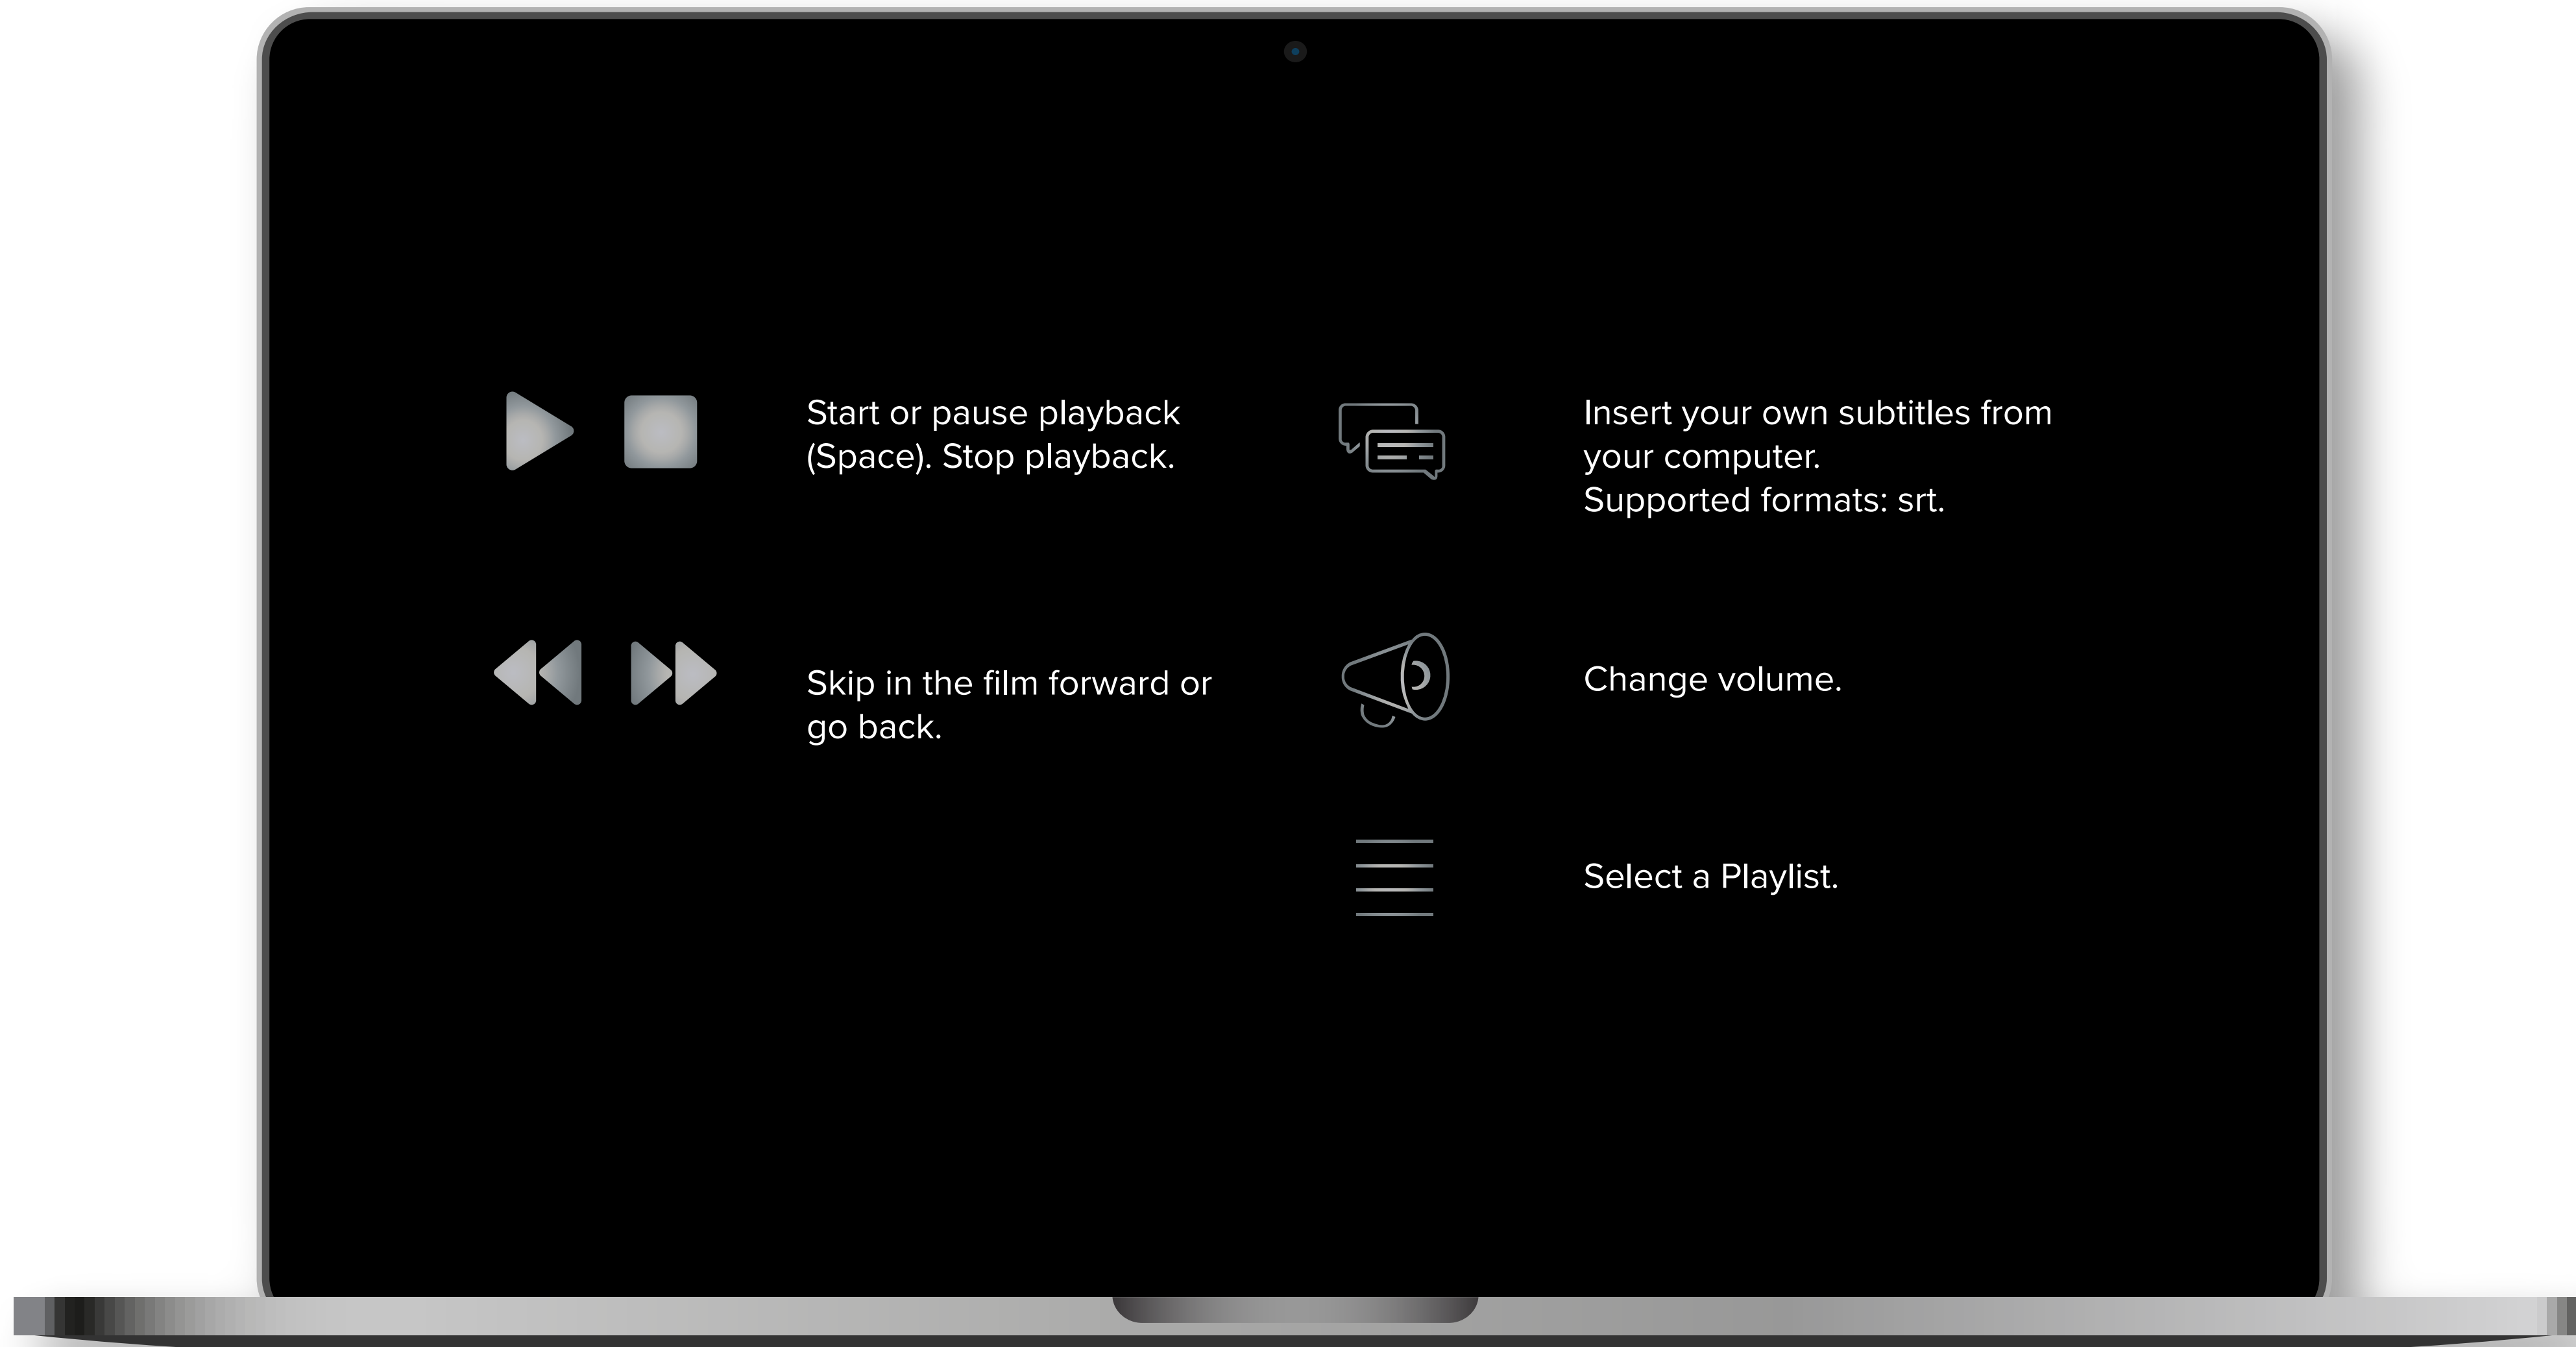 Start or pause playback
(Space). Stop playback.
Skip in the film forward or
go back.
Insert your own subtitles from
your computer.
Supported formats: srt.
Change volume.
Select a Playlist.